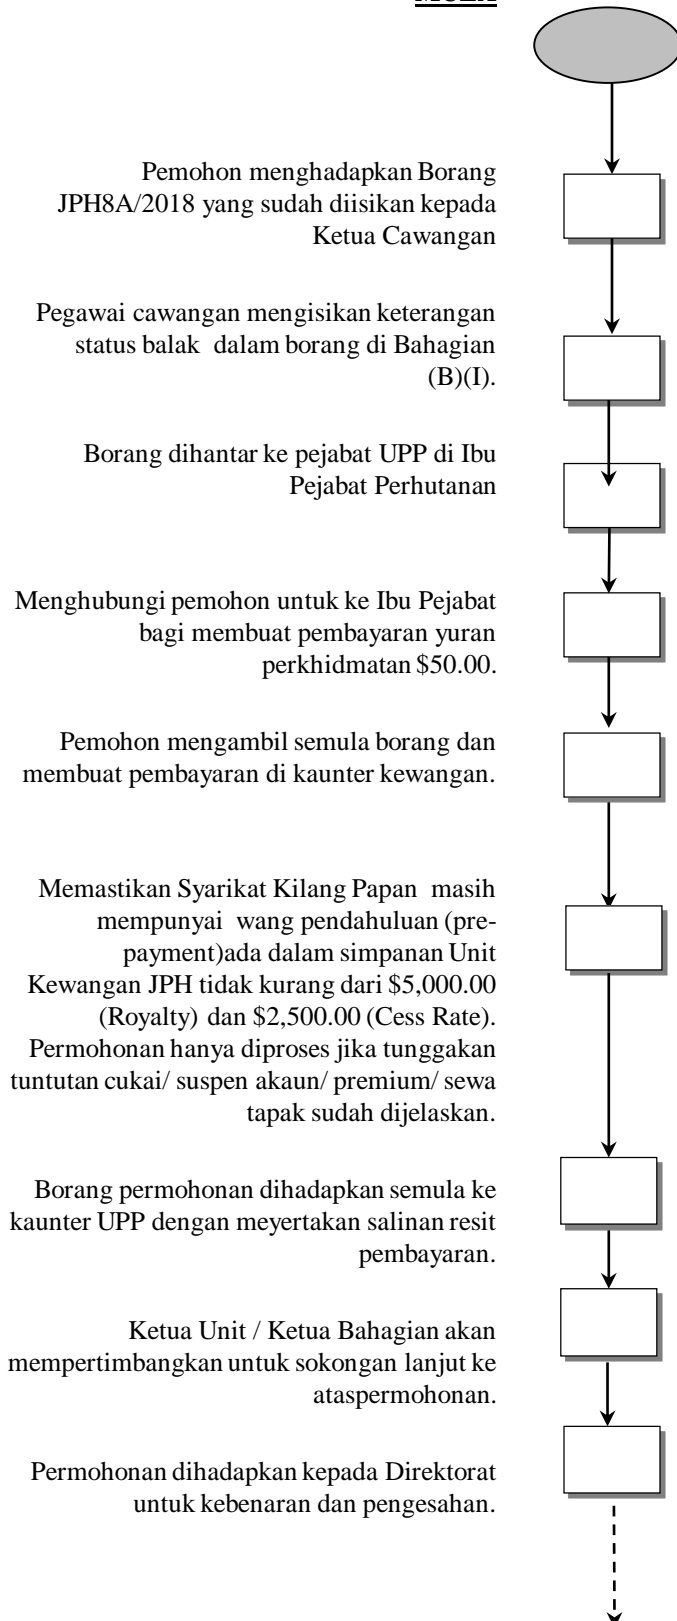 Pemohon menghadapkan Borang
JPH8A/2018 yang sudah diisikan kepada
Ketua Cawangan
Pegawai cawangan mengisikan keterangan
status balak dalam borang di Bahagian
(B)(I).
Borang dihantar ke pejabat UPP di Ibu
Pejabat Perhutanan
Menghubungi pemohon untuk ke Ibu Pejabat
bagi membuat pembayaran yuran
perkhidmatan $50.00.
Pemohon mengambil semula borang dan
membuat pembayaran di kaunter kewangan.
Memastikan Syarikat Kilang Papan masih
mempunyai wang pendahuluan (pre-
payment)ada dalam simpanan Unit
Kewangan JPH tidak kurang dari $5,000.00
(Royalty) dan $2,500.00 (Cess Rate).
Permohonan hanya diproses jika tunggakan
tuntutan cukai/ suspen akaun/ premium/ sewa
tapak sudah dijelaskan.
Borang permohonan dihadapkan semula ke
kaunter UPP dengan meyertakan salinan resit
pembayaran.
Ketua Unit / Ketua Bahagian akan
mempertimbangkan untuk sokongan lanjut ke
ataspermohonan.
Permohonan dihadapkan kepada Direktorat
untuk kebenaran dan pengesahan.